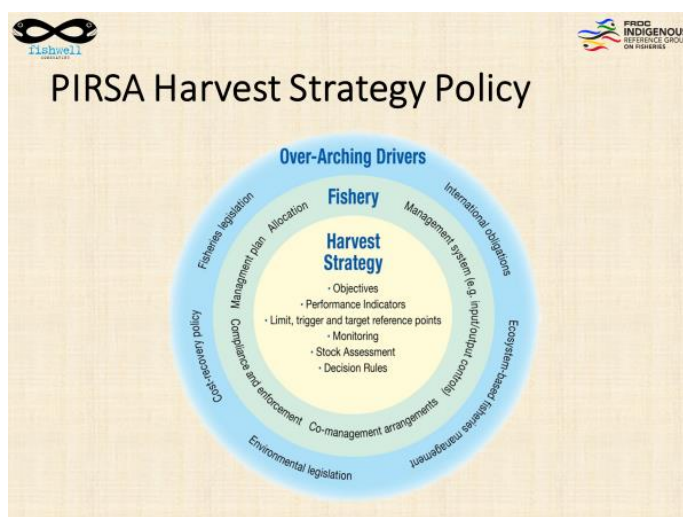 fishwell
FRDC
INDIGENOUS
REFERENCE GROUP
ON FISHERIES
PIRSA Harvest Strategy Policy
Over-Arching Drivers
Fisheries legislation
International obligations
Cost-recovery policy
Ecosystem-based fisheries management
Environmental legislation
Fishery
Allocation
Managment plan
Management system (e.g. input/output controls)
Compliance and enforcement
Co-management arrangements
Harvest
Strategy
· Objectives
· Performance Indicators
· Limit, trigger and target reference points
· Monitoring
· Stock Assessment
· Decision Rules